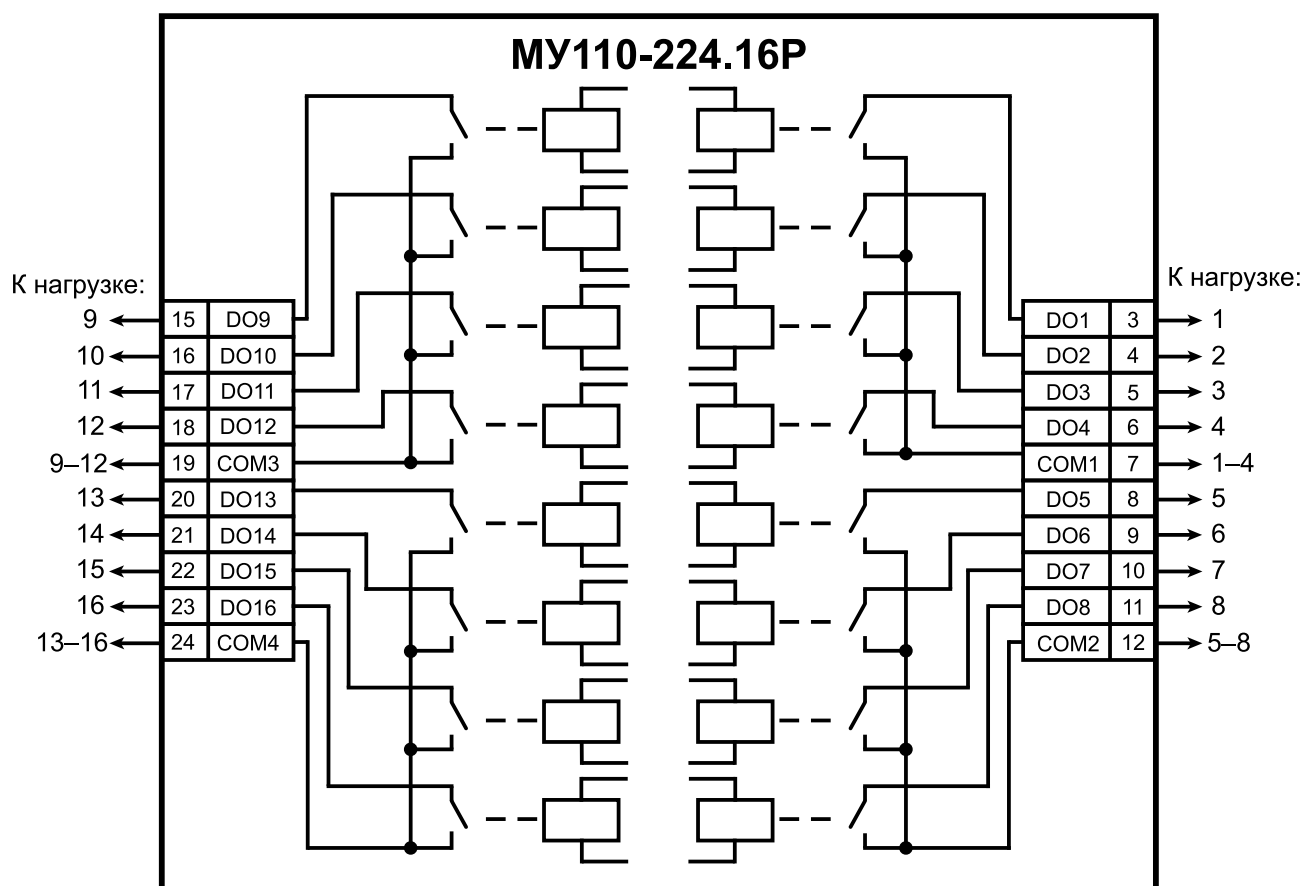 МУ110-224.16Р
К нагрузке:
9 15 DO9
10 16 DO10
11 17 DO11
12 18 DO12
9–12 19 COM3
13 20 DO13
14 21 DO14
15 22 DO15
16 23 DO16
13–16 24 COM4
К нагрузке:
DO1 3 1
DO2 4 2
DO3 5 3
DO4 6 4
COM1 7 1–4
DO5 8 5
DO6 9 6
DO7 10 7
DO8 11 8
COM2 12 5–8